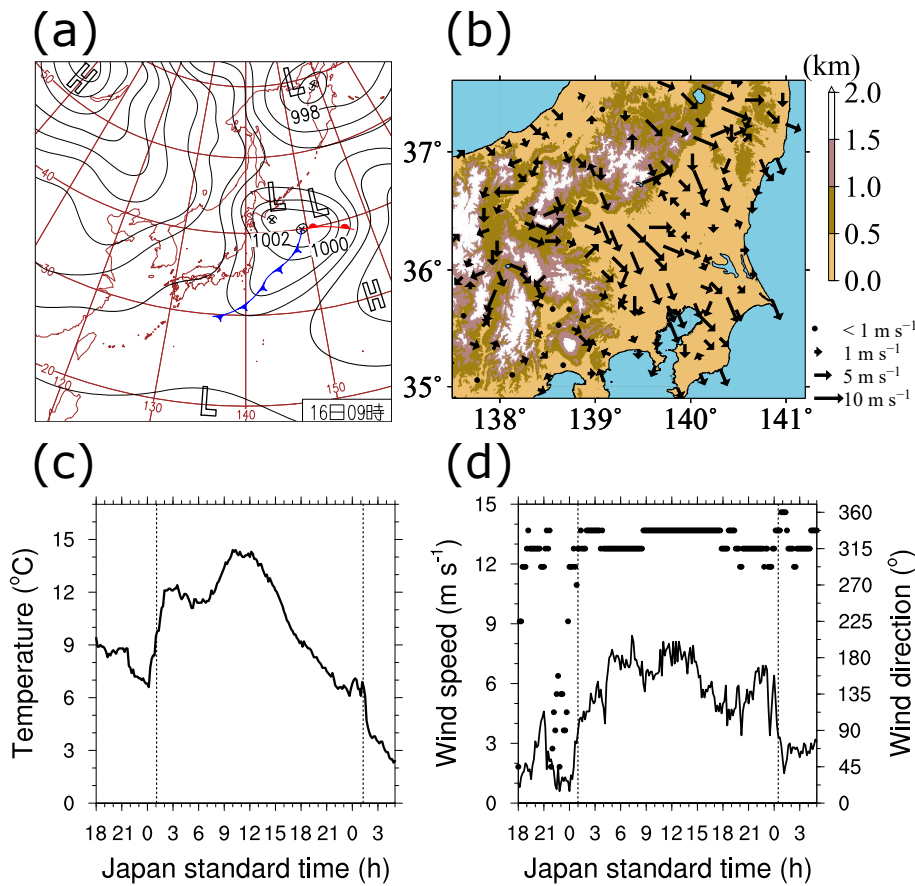 (a)
50
40
30
20
120
130
140
150
H
L
998
L
L
1002
1000
H
L
16日09時
(b)
(km)
2.0
1.5
1.0
0.5
0.0
37°
36°
35°
138°
139°
140°
141°
< 1 m s⁻¹
1 m s⁻¹
5 m s⁻¹
10 m s⁻¹
(c)
Temperature (°C)
15
12
9
6
3
0
18 21 0 3 6 9 12 15 18 21 0 3
Japan standard time (h)
(d)
Wind speed (m s⁻¹)
15
12
9
6
3
0
360
315
270
225
180
135
90
45
0
Wind direction (°)
18 21 0 3 6 9 12 15 18 21 0 3
Japan standard time (h)